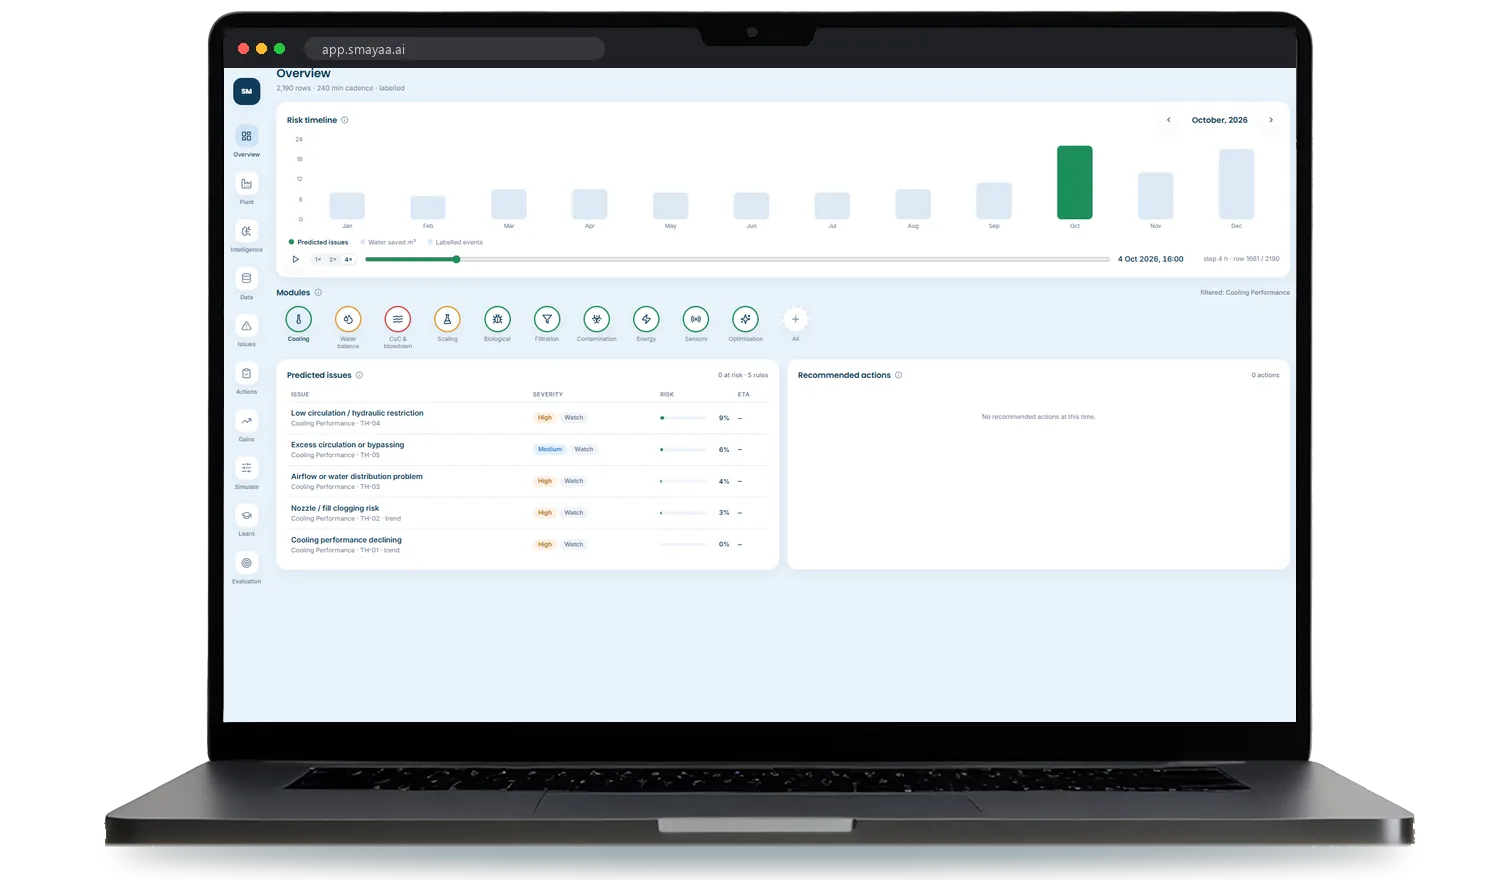 app.smayaa.ai
Overview
2,190 rows · 240 min cadence · labelled
SM
Overview
Plant
Intelligence
Data
Issues
Actions
Gains
Simulate
Learn
Evaluation
Risk timeline
October, 2026
24
18
12
6
0
Jan Feb Mar Apr May Jun Jul Aug Sep Oct Nov Dec
Predicted issues Water saved m³ Labelled events
1× 2× 4×
4 Oct 2026, 16:00
step 4 h · row 1661 / 2190
Modules
filtered: Cooling Performance
Cooling
Water
balance
CoC &
blowdown
Scaling
Biological
Filtration
Contamination
Energy
Sensors
Optimisation
All
Predicted issues
0 at risk · 5 rules
ISSUE SEVERITY RISK ETA
Low circulation / hydraulic restriction
Cooling Performance · TH-04
High Watch 9% –
Excess circulation or bypassing
Cooling Performance · TH-05
Medium Watch 6% –
Airflow or water distribution problem
Cooling Performance · TH-03
High Watch 4% –
Nozzle / fill clogging risk
Cooling Performance · TH-02 · trend
High Watch 3% –
Cooling performance declining
Cooling Performance · TH-01 · trend
High Watch 0% –
Recommended actions
0 actions
No recommended actions at this time.